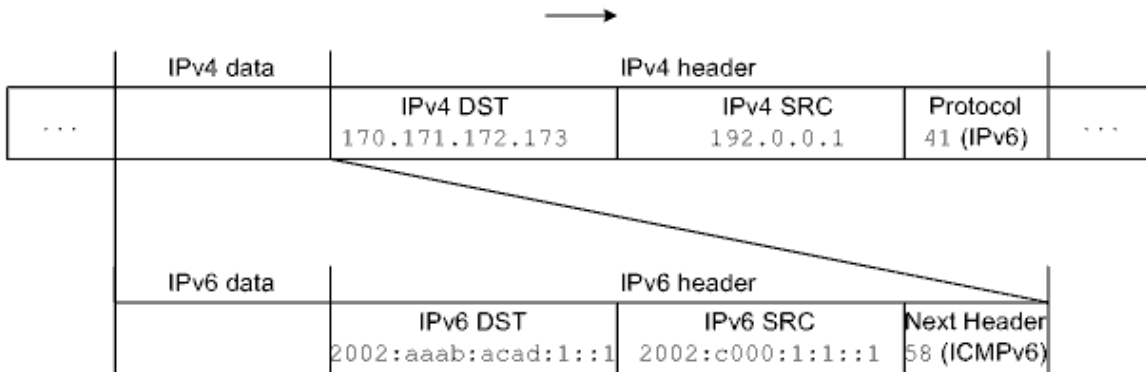 IPv4 data IPv4 header
IPv4 DST IPv4 SRC Protocol
... 170.171.172.173 192.0.0.1 41 (IPv6) ...
IPv6 data IPv6 header
IPv6 DST IPv6 SRC Next Header
2002:aaab:acad:1::1 2002:c000:1:1::1 58 (ICMPv6)